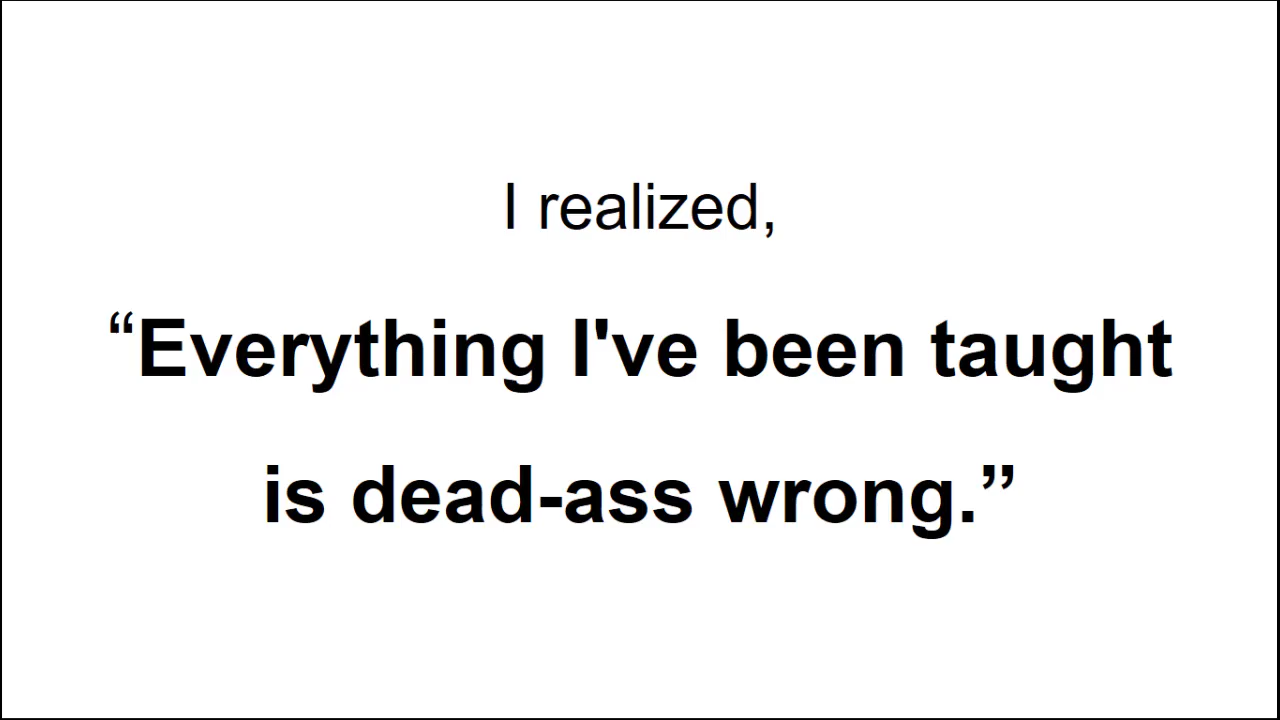 I realized,
“Everything I've been taught
is dead-ass wrong.”